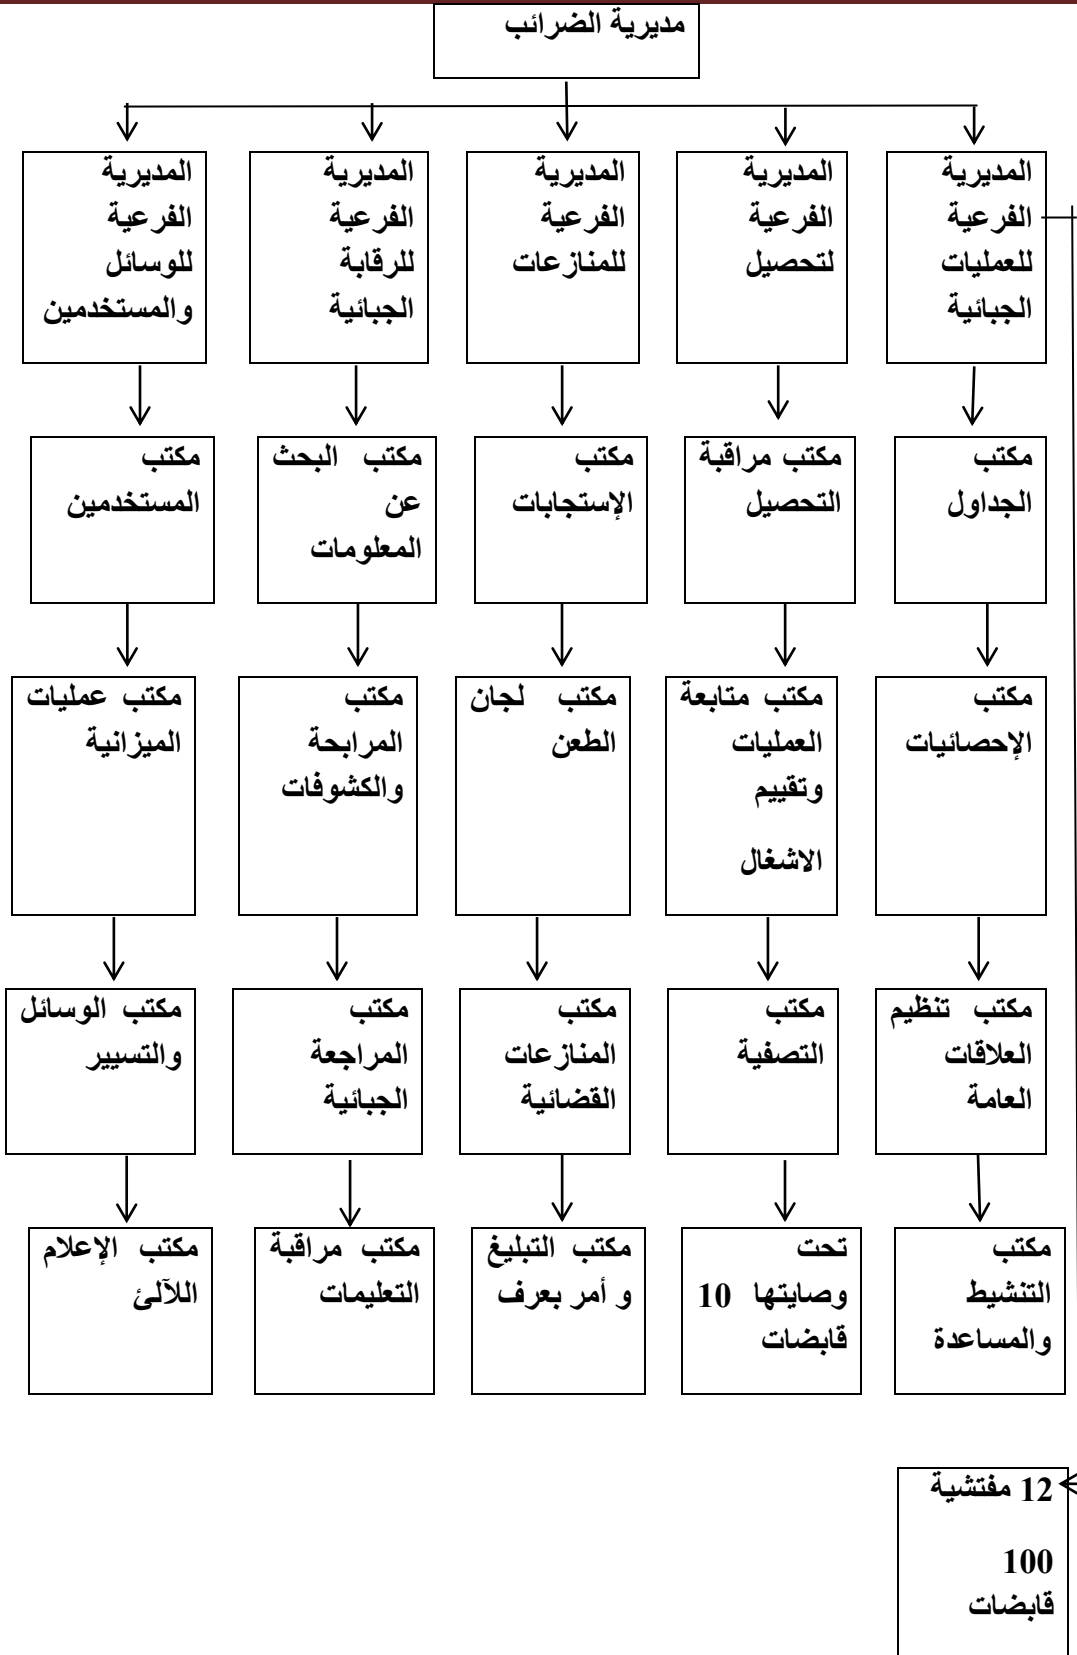 مديرية الضرائب
المديرية
الفرعية
للعمليات
الجبائية
المديرية
الفرعية
لتحصيل
المديرية
الفرعية
للمنازعات
المديرية
الفرعية
للرقابة
الجبائية
المديرية
الفرعية
للوسائل
والمستخدمين
مكتب
الجداول
مكتب مراقبة
التحصيل
مكتب
الإستجابات
مكتب البحث
عن
المعلومات
مكتب
المستخدمين
مكتب
الإحصائيات
مكتب متابعة
العمليات
وتقييم
الاشغال
مكتب لجان
الطعن
مكتب
المرابحة
والكشوفات
مكتب عمليات
الميزانية
مكتب تنظيم
العلاقات
العامة
مكتب
التصفية
مكتب
المنازعات
القضائية
مكتب
المراجعة
الجبائية
مكتب الوسائل
والتسيير
مكتب
التنشيط
والمساعدة
تحت
وصايتها 10
قابضات
مكتب التبليغ
و أمر بعرف
مكتب مراقبة
التعليمات
مكتب الإعلام
اللآلئ
12 مفتشية
100
قابضات